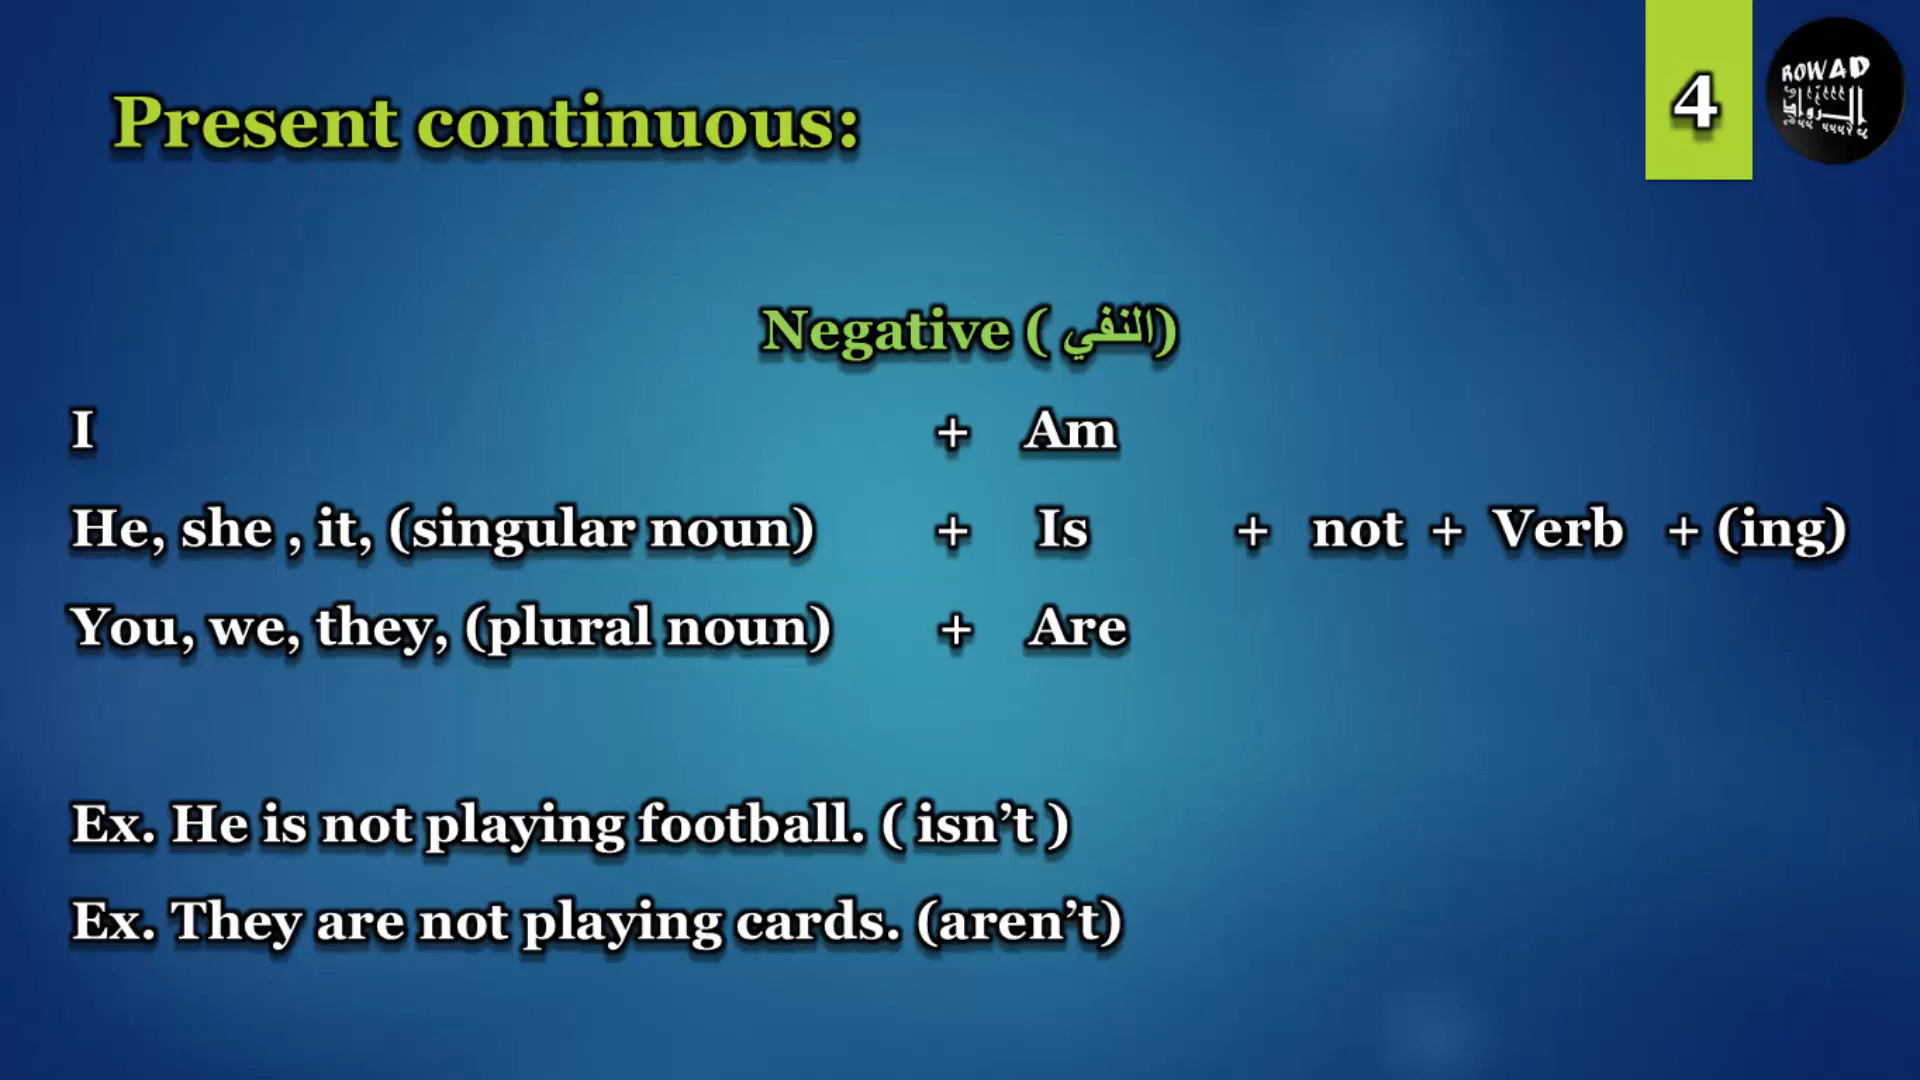 Present continuous:
4
ROWAD
Negative ( النفي)
I + Am
He, she , it, (singular noun) + Is + not + Verb + (ing)
You, we, they, (plural noun) + Are
Ex. He is not playing football. ( isn’t )
Ex. They are not playing cards. (aren’t)